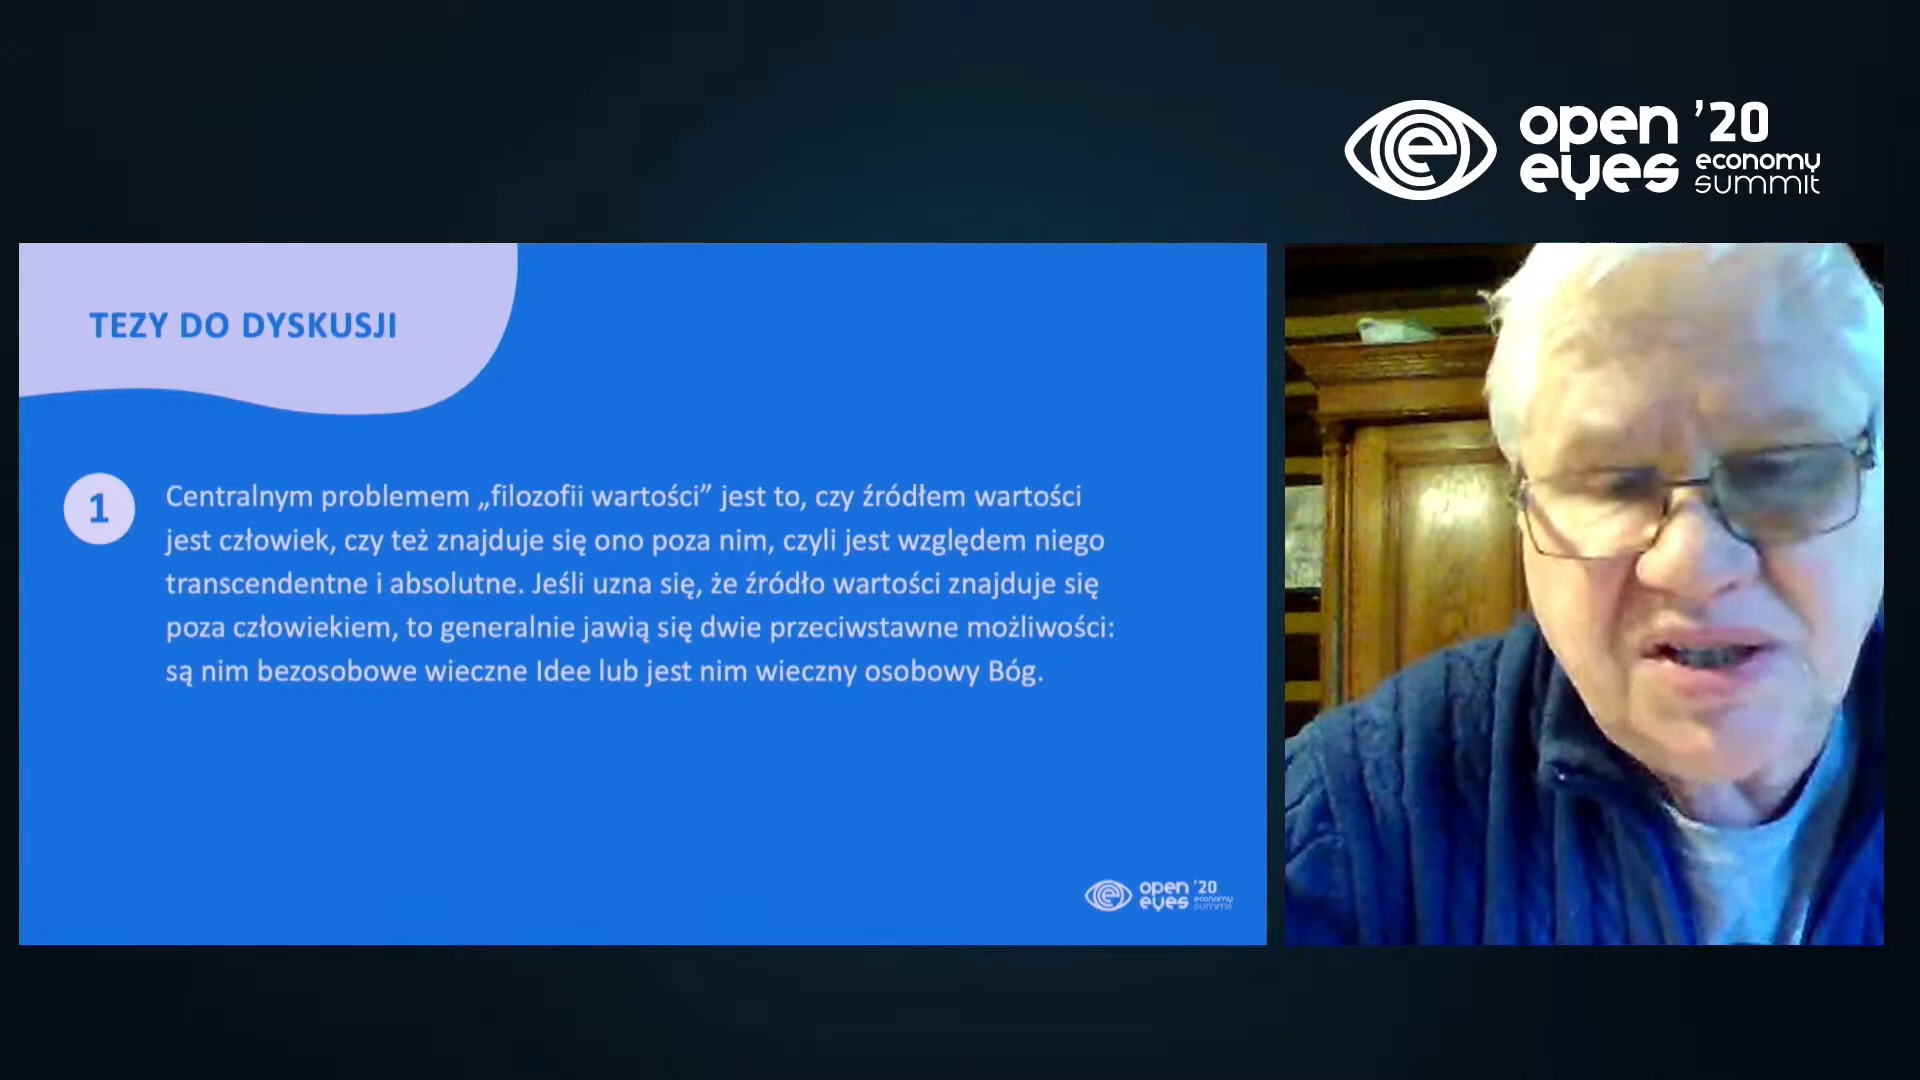 open '20
eyes economy
summit
TEZY DO DYSKUSJI
1
Centralnym problemem „filozofii wartości” jest to, czy źródłem wartości
jest człowiek, czy też znajduje się ono poza nim, czyli jest względem niego
transcendentne i absolutne. Jeśli uzna się, że źródło wartości znajduje się
poza człowiekiem, to generalnie jawią się dwie przeciwstawne możliwości:
są nim bezosobowe wieczne Idee lub jest nim wieczny osobowy Bóg.
open '20
eyes economy
summit